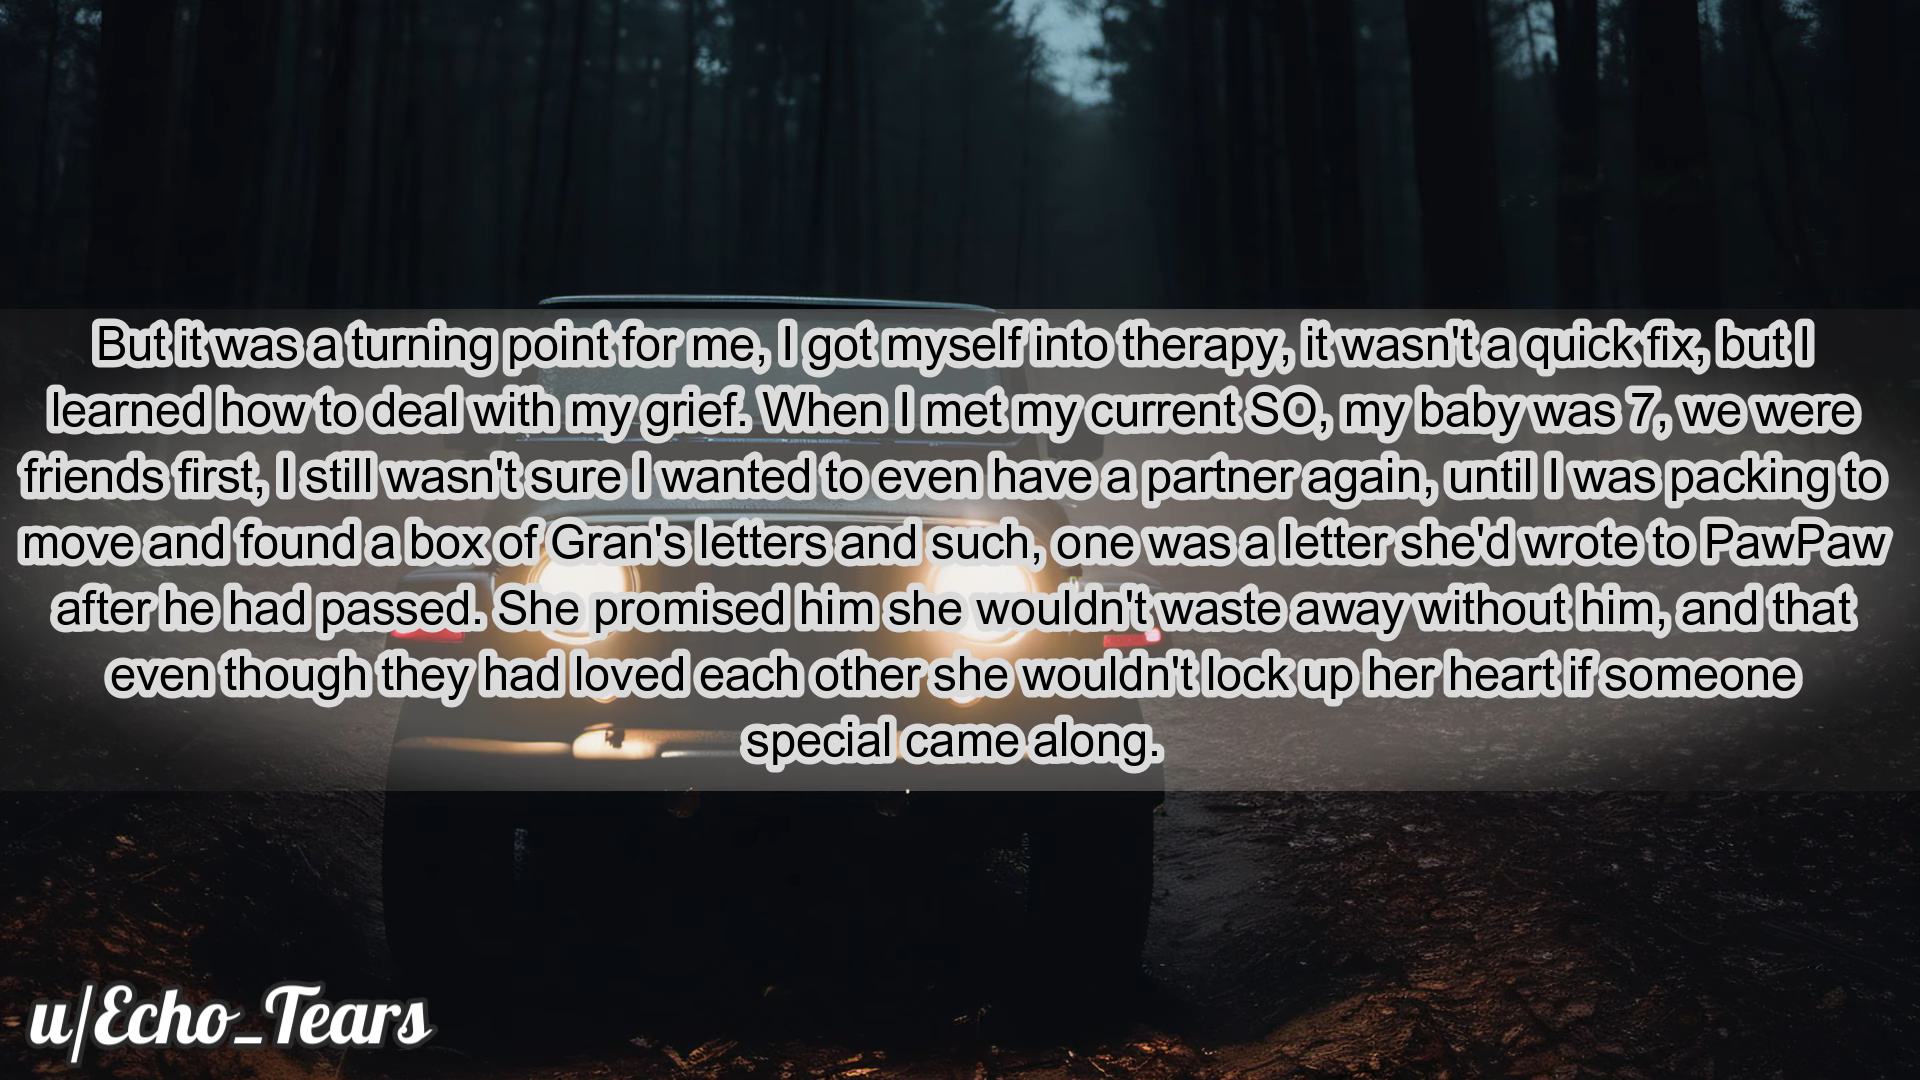 But it was a turning point for me, I got myself into therapy, it wasn't a quick fix, but I
learned how to deal with my grief. When I met my current SO, my baby was 7, we were
friends first, I still wasn't sure I wanted to even have a partner again, until I was packing to
move and found a box of Gran's letters and such, one was a letter she'd wrote to PawPaw
after he had passed. She promised him she wouldn't waste away without him, and that
even though they had loved each other she wouldn't lock up her heart if someone
special came along.
u/Echo_Tears